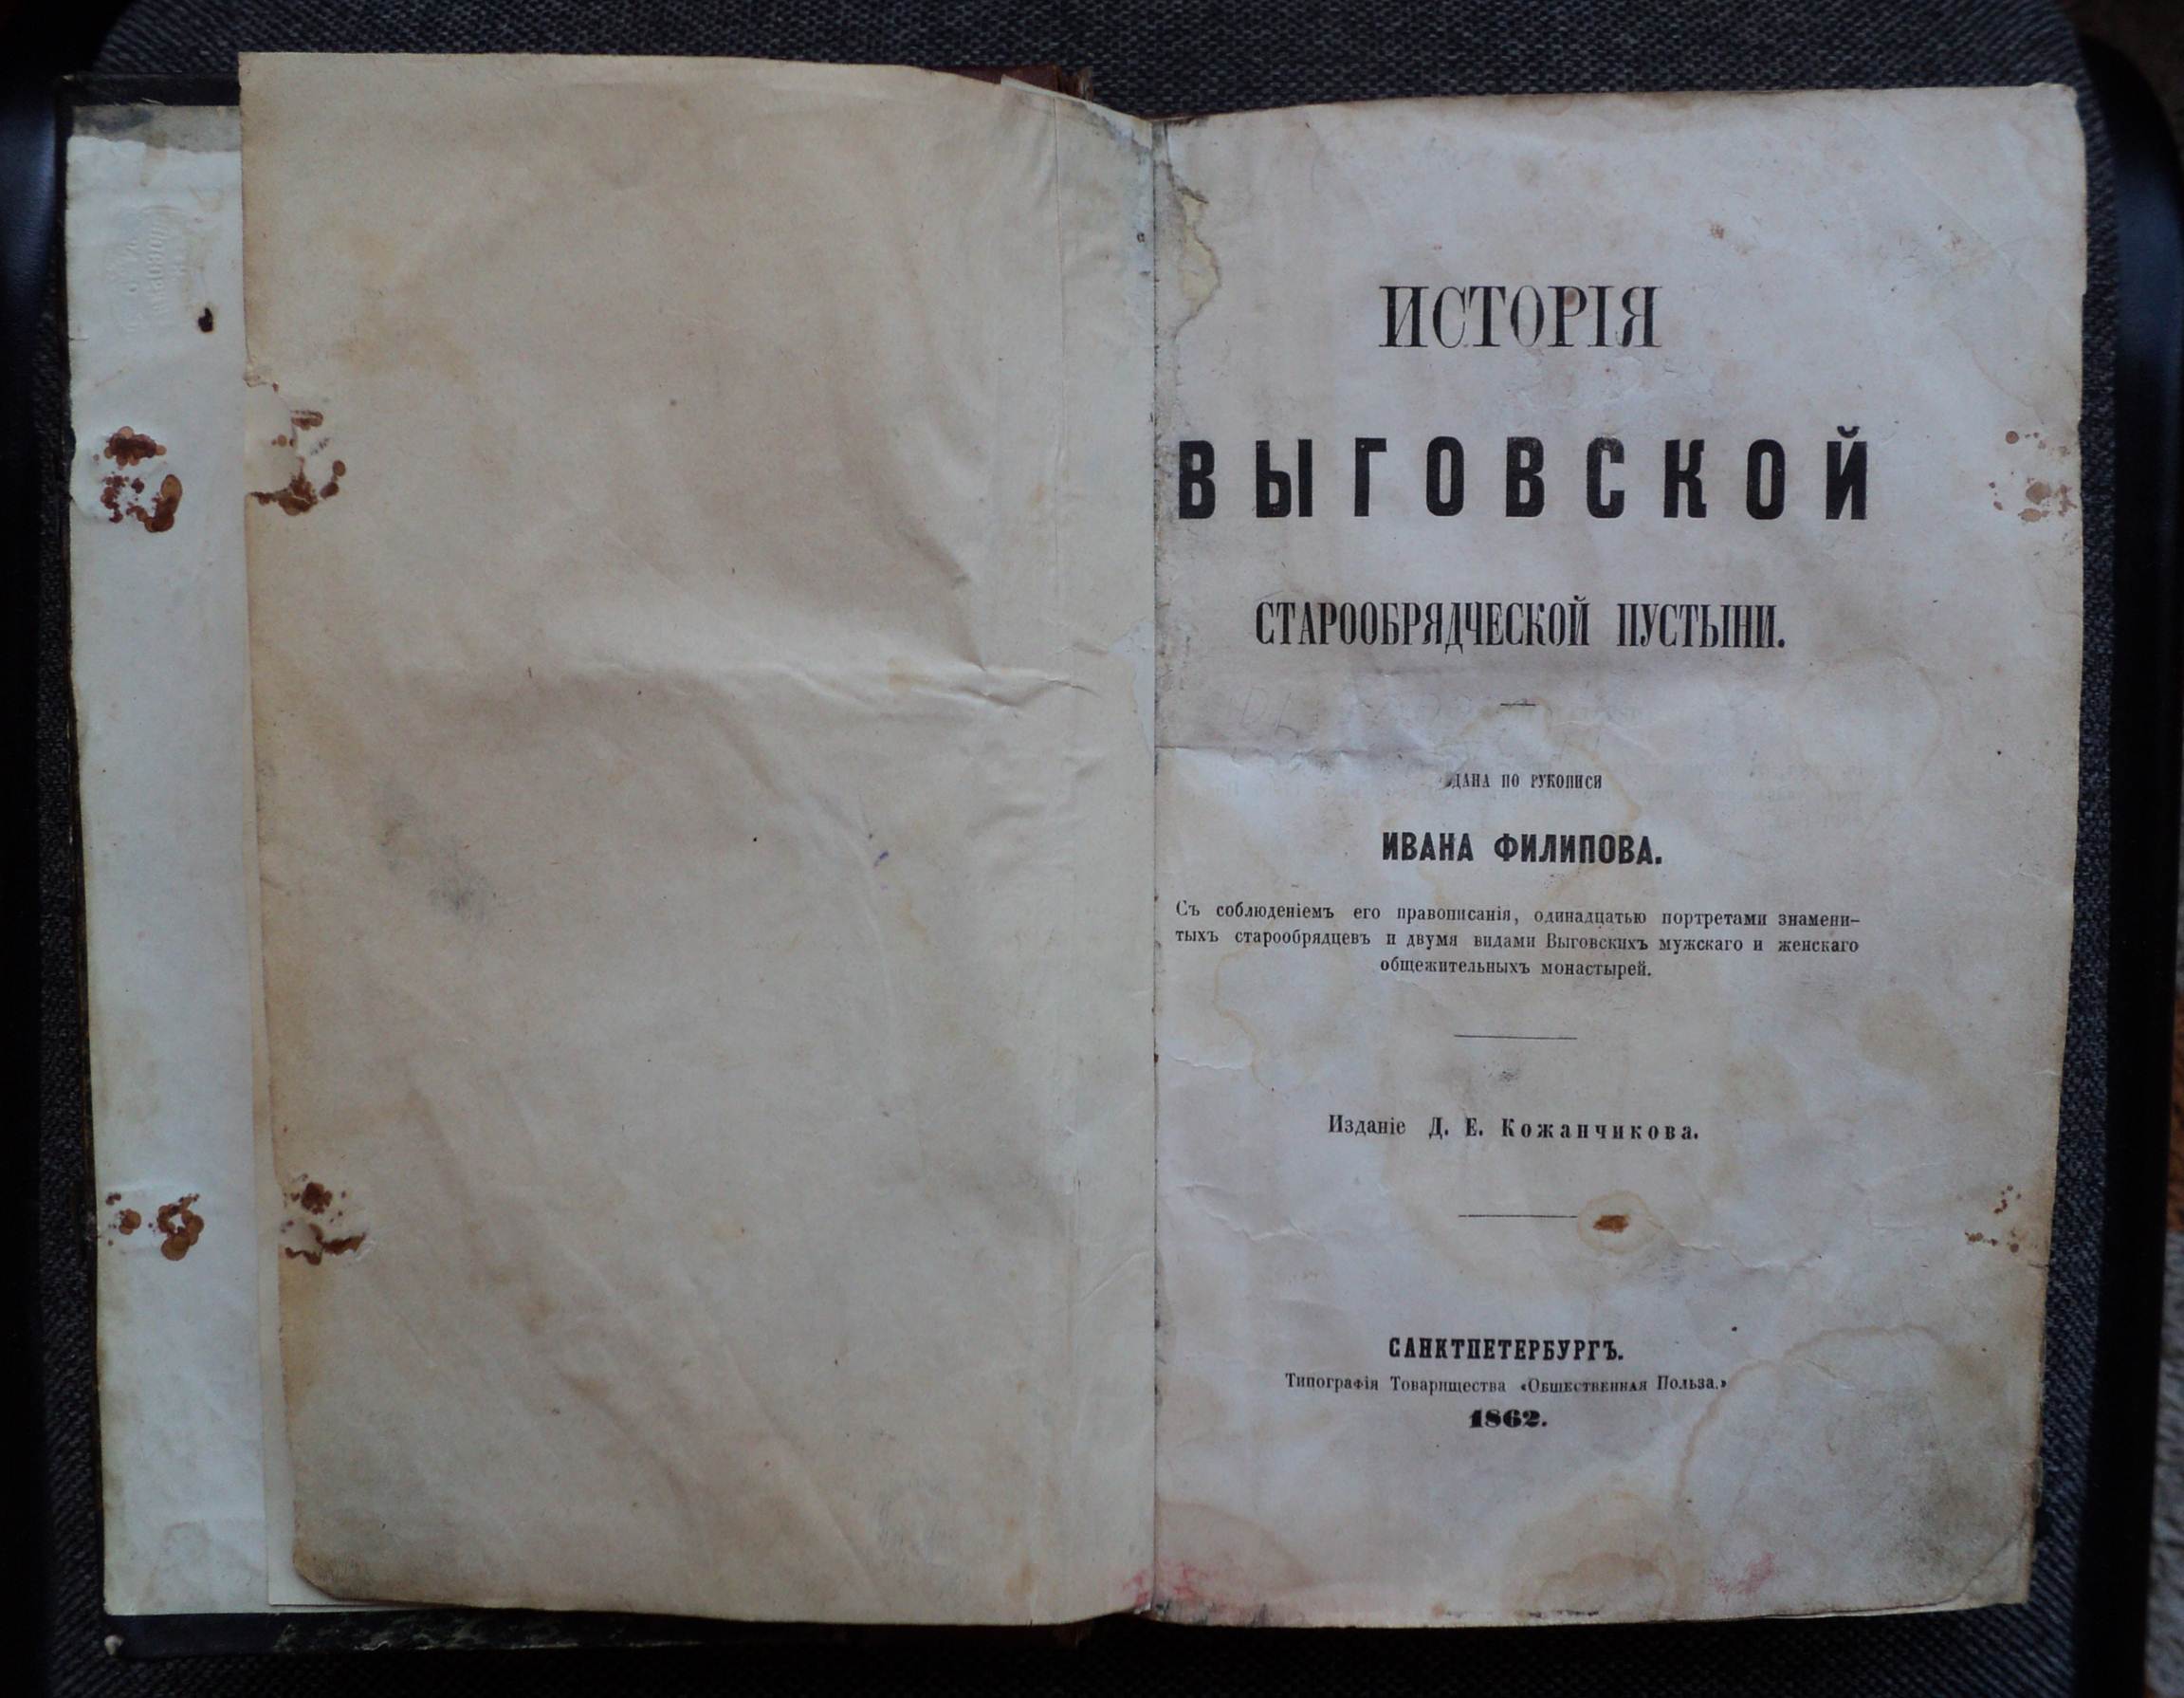 ИСТОРІЯ
ВЫГОВСКОЙ
СТАРООБРЯДЧЕСКОЙ ПУСТЫНИ.
ДАНА ПО РУКОПИСИ
ИВАНА ФИЛИПОВА.
Съ соблюденіемъ его правописанія, одинадцатью портретами знамени-
тыхъ старообрядцевъ и двумя видами Выговскихъ мужскаго и женскаго
общежительныхъ монастырей.
Изданіе Д. Е. Кожанчикова.
САНКТПЕТЕРБУРГЪ.
Типографія Товарищества «Общественная Польза.»
1862.